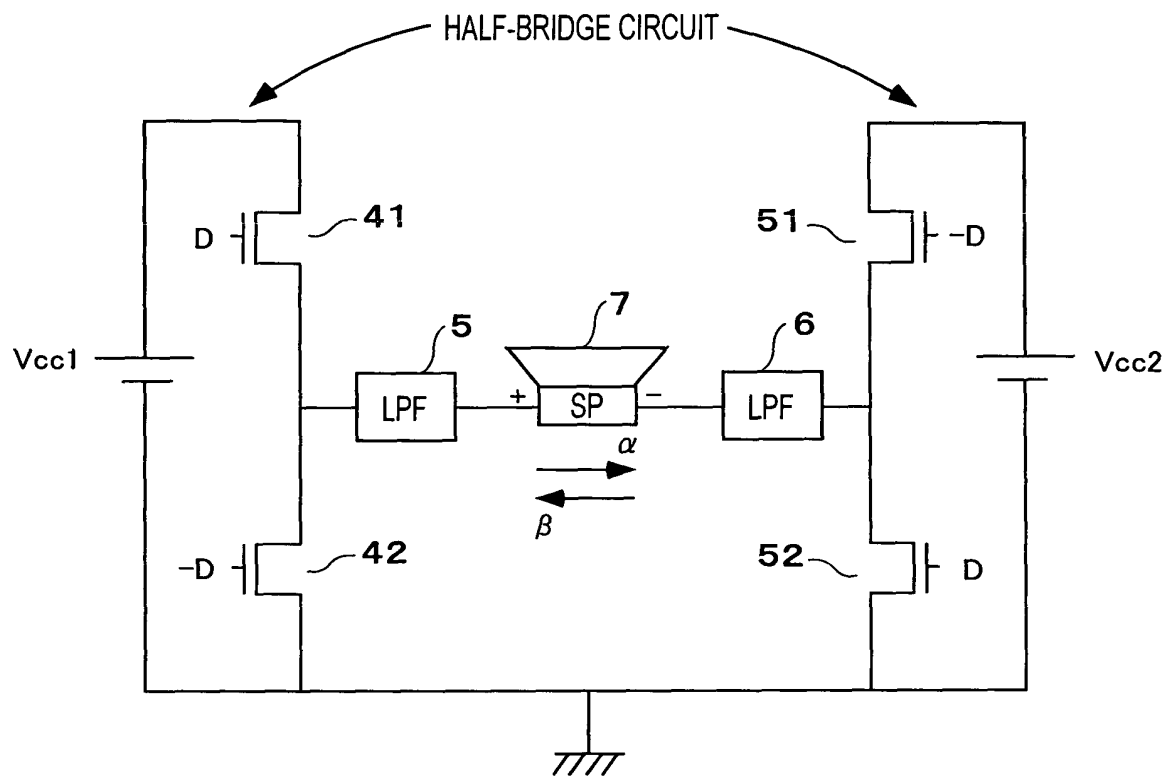 HALF-BRIDGE CIRCUIT
D 41 51 -D
5 7 6
Vcc1 Vcc2
LPF + SP - LPF
α
β
-D 42 52 D